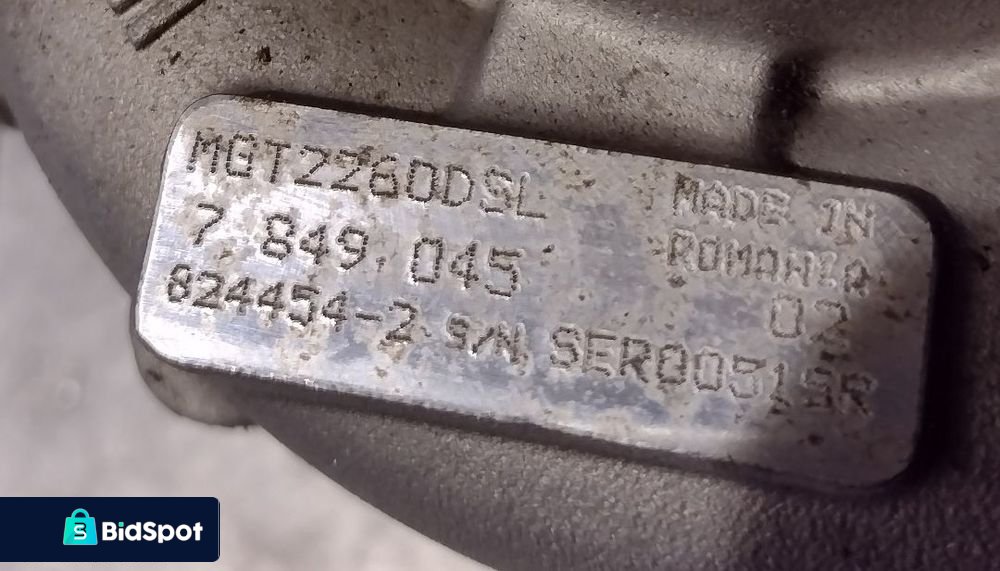 MGT2260DSL
7 849.045
824454-2 S/N SER00515R
MADE IN
ROMANIA
02
BidSpot